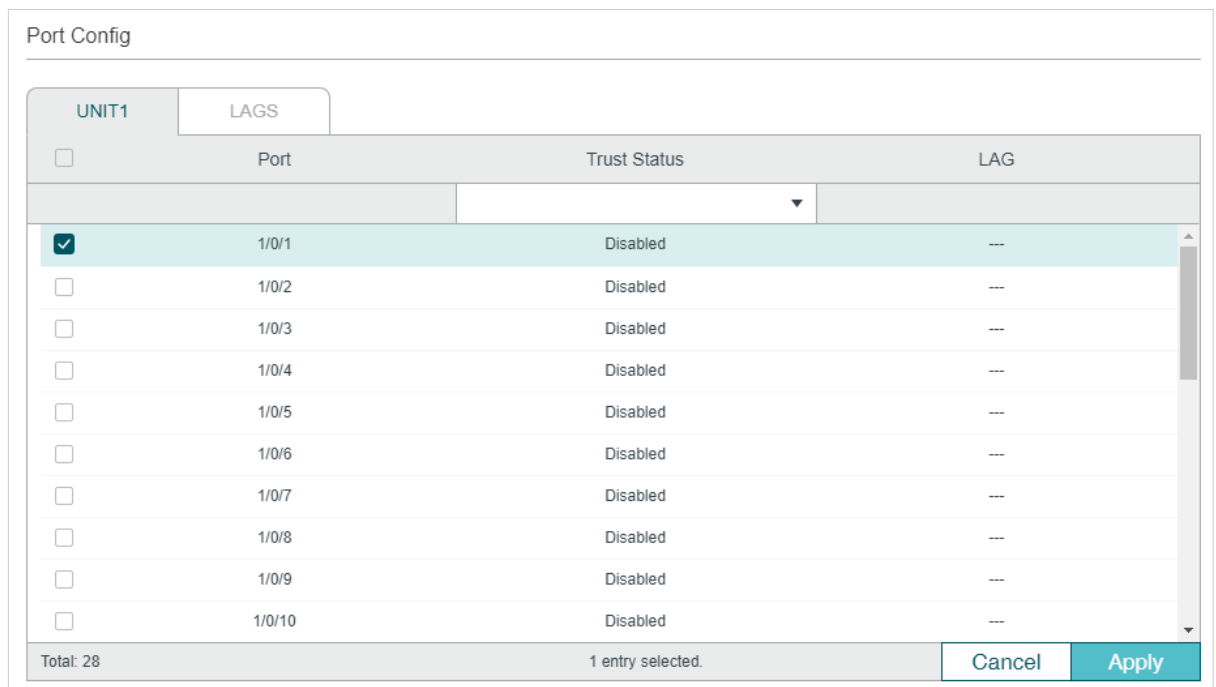 Port Config
UNIT1 LAGS
Port Trust Status LAG
1/0/1 Disabled ---
1/0/2 Disabled ---
1/0/3 Disabled ---
1/0/4 Disabled ---
1/0/5 Disabled ---
1/0/6 Disabled ---
1/0/7 Disabled ---
1/0/8 Disabled ---
1/0/9 Disabled ---
1/0/10 Disabled ---
Total: 28 1 entry selected. Cancel Apply